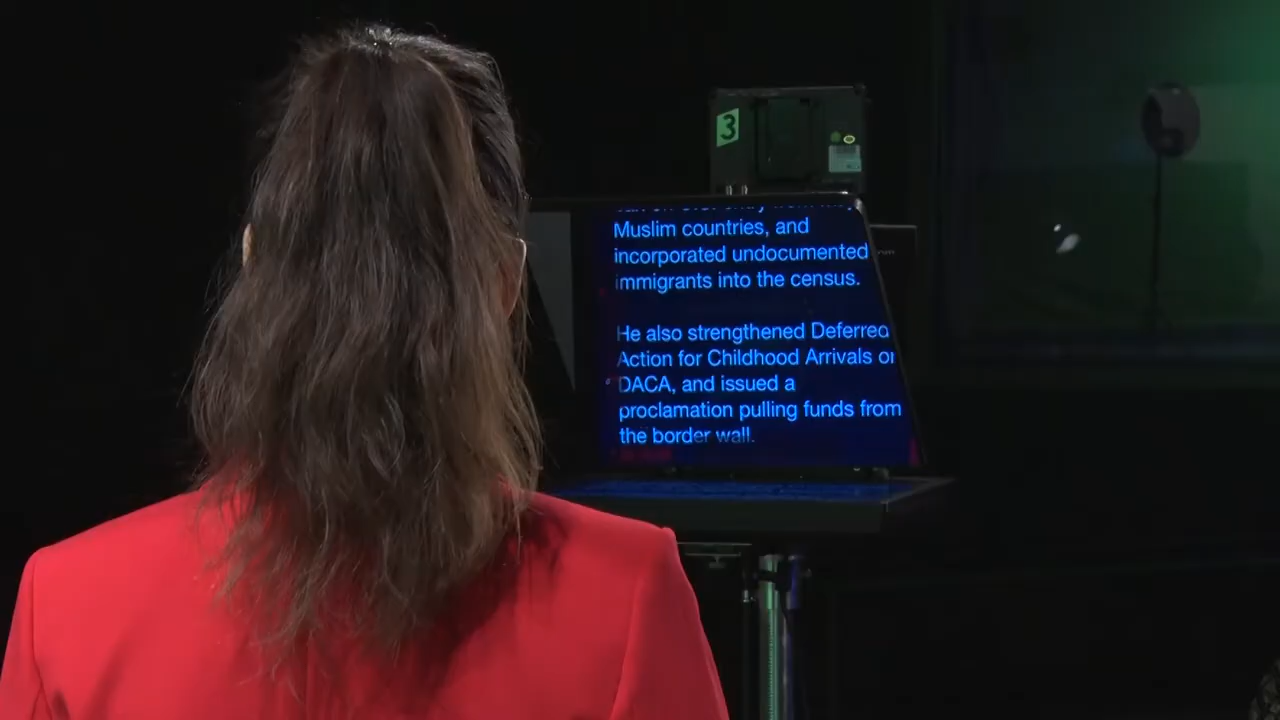 3
Muslim countries, and
incorporated undocumented
immigrants into the census.
He also strengthened Deferred
Action for Childhood Arrivals or
DACA, and issued a
proclamation pulling funds from
the border wall.